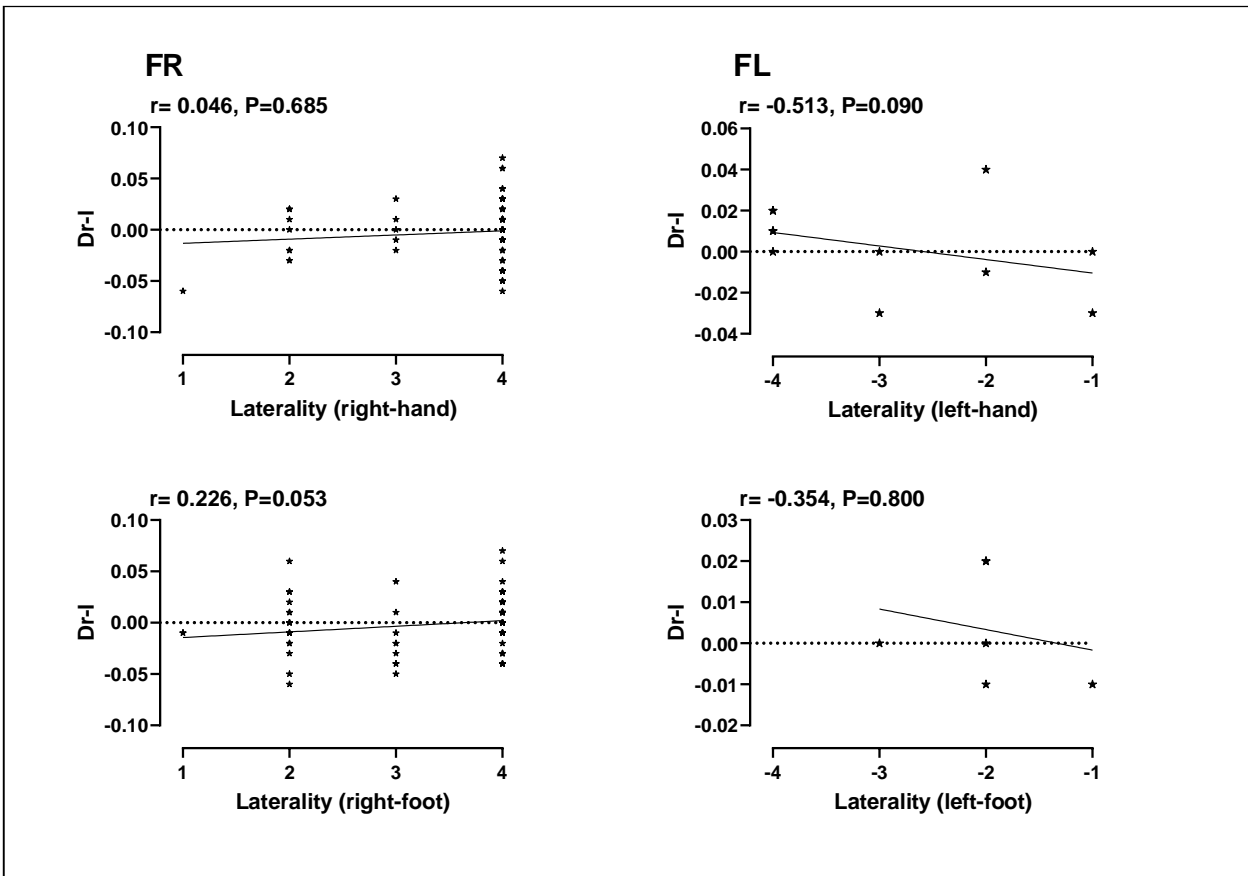 FR
r= 0.046, P=0.685
0.10
0.05
0.00
-0.05
-0.10
Dr-I
1 2 3 4
Laterality (right-hand)
FL
r= -0.513, P=0.090
0.06
0.04
0.02
0.00
-0.02
-0.04
Dr-I
-4 -3 -2 -1
Laterality (left-hand)
r= 0.226, P=0.053
0.10
0.05
0.00
-0.05
-0.10
Dr-I
1 2 3 4
Laterality (right-foot)
r= -0.354, P=0.800
0.03
0.02
0.01
0.00
-0.01
-0.02
Dr-I
-4 -3 -2 -1
Laterality (left-foot)